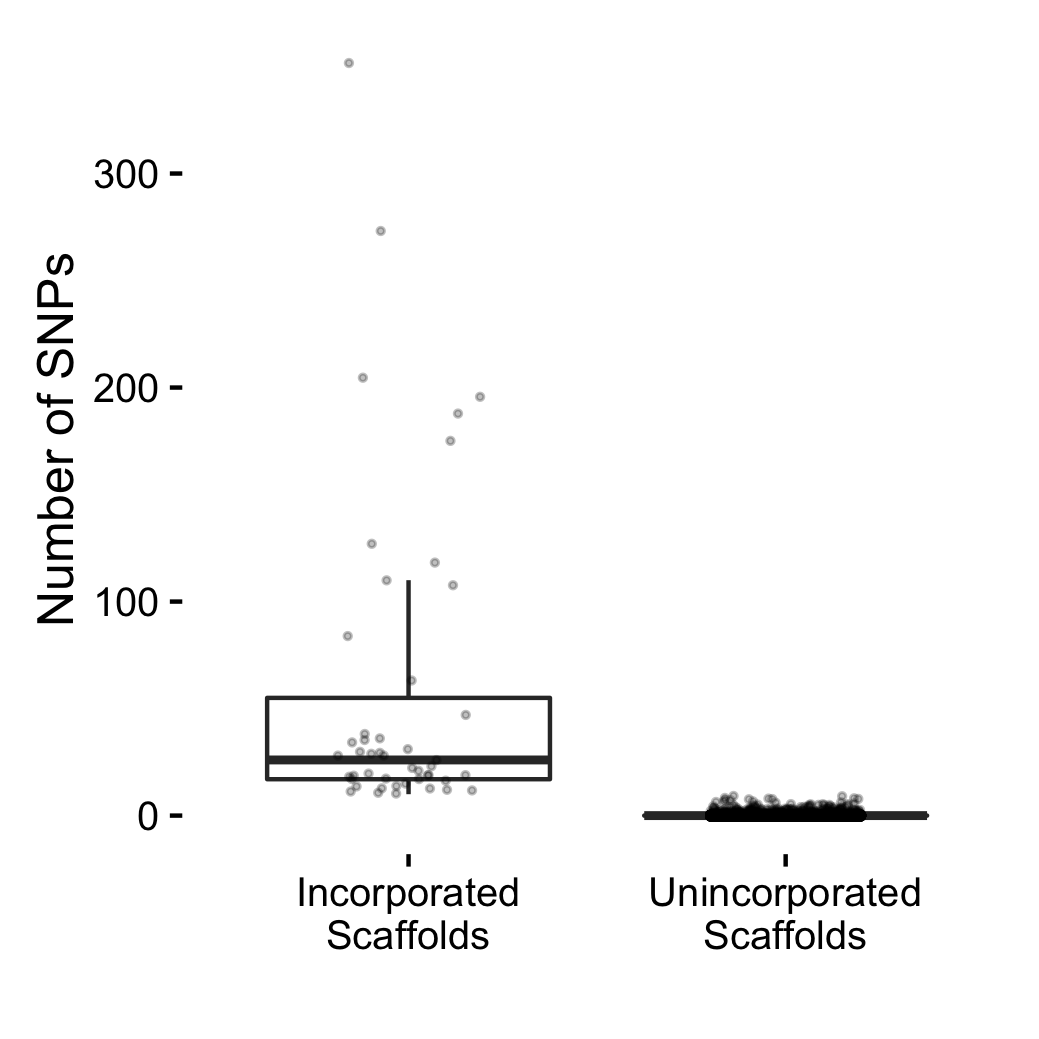 Number of SNPs
300
200
100
0
Incorporated
Scaffolds
Unincorporated
Scaffolds